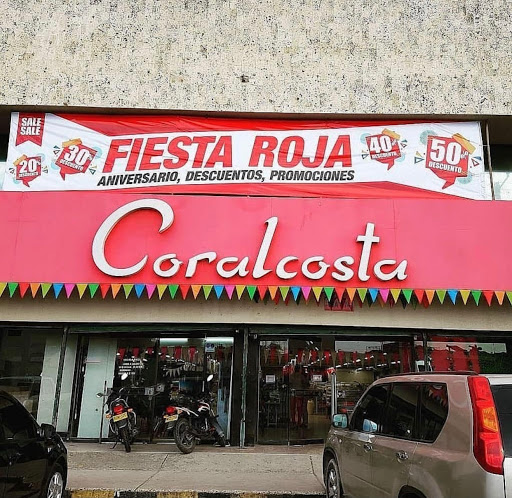 SALE
SALE
20%
DESCUENTO
30%
DESCUENTO
FIESTA ROJA
ANIVERSARIO, DESCUENTOS, PROMOCIONES
40%
DESCUENTO
50%
DESCUENTO
Coralcosta